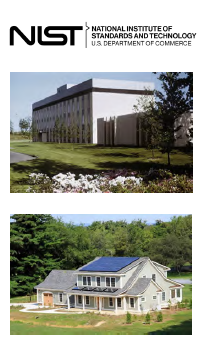 NIST
NATIONAL INSTITUTE OF
STANDARDS AND TECHNOLOGY
U.S. DEPARTMENT OF COMMERCE